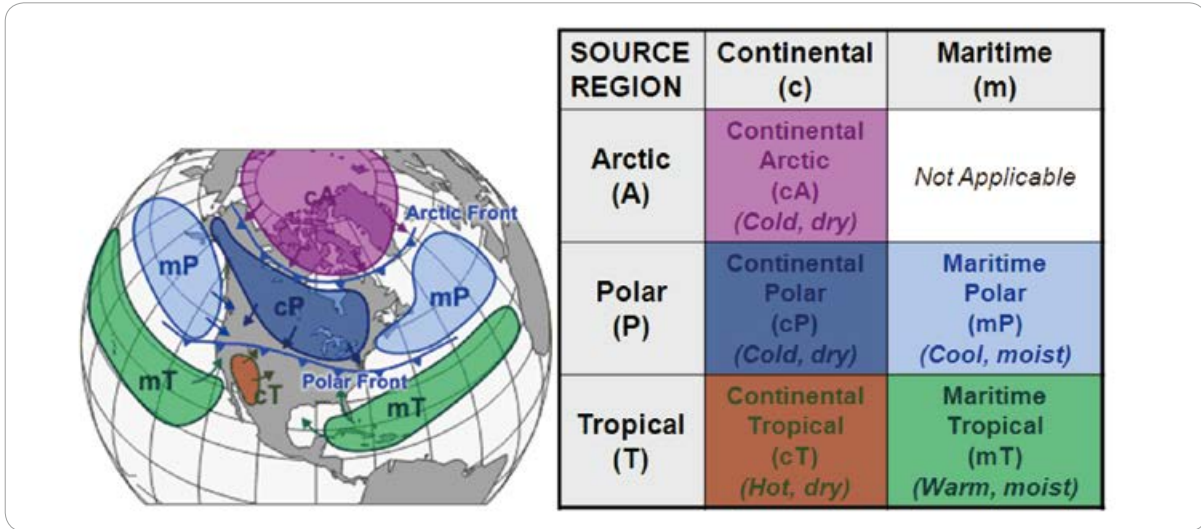 cA
Arctic Front
mP
cP
mP
mT
cT
Polar Front
mT
SOURCE
REGION
Continental
(c)
Maritime
(m)
Arctic
(A)
Continental
Arctic
(cA)
(Cold, dry)
Not Applicable
Polar
(P)
Continental
Polar
(cP)
(Cold, dry)
Maritime
Polar
(mP)
(Cool, moist)
Tropical
(T)
Continental
Tropical
(cT)
(Hot, dry)
Maritime
Tropical
(mT)
(Warm, moist)